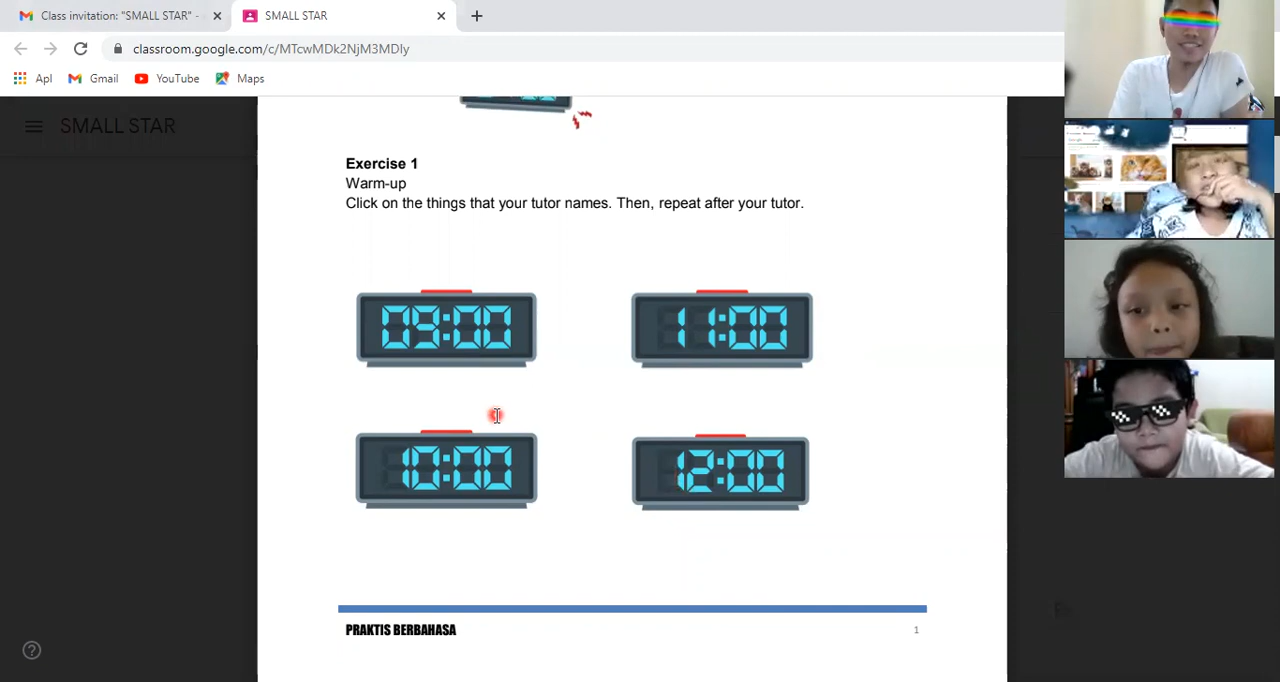 Class invitation: "SMALL STAR" -
SMALL STAR
classroom.google.com/c/MTcwMDk2NjM3MDIy
Apl
Gmail
YouTube
Maps
SMALL STAR
Exercise 1
Warm-up
Click on the things that your tutor names. Then, repeat after your tutor.
09:00
11:00
10:00
12:00
PRAKTIS BERBAHASA
1